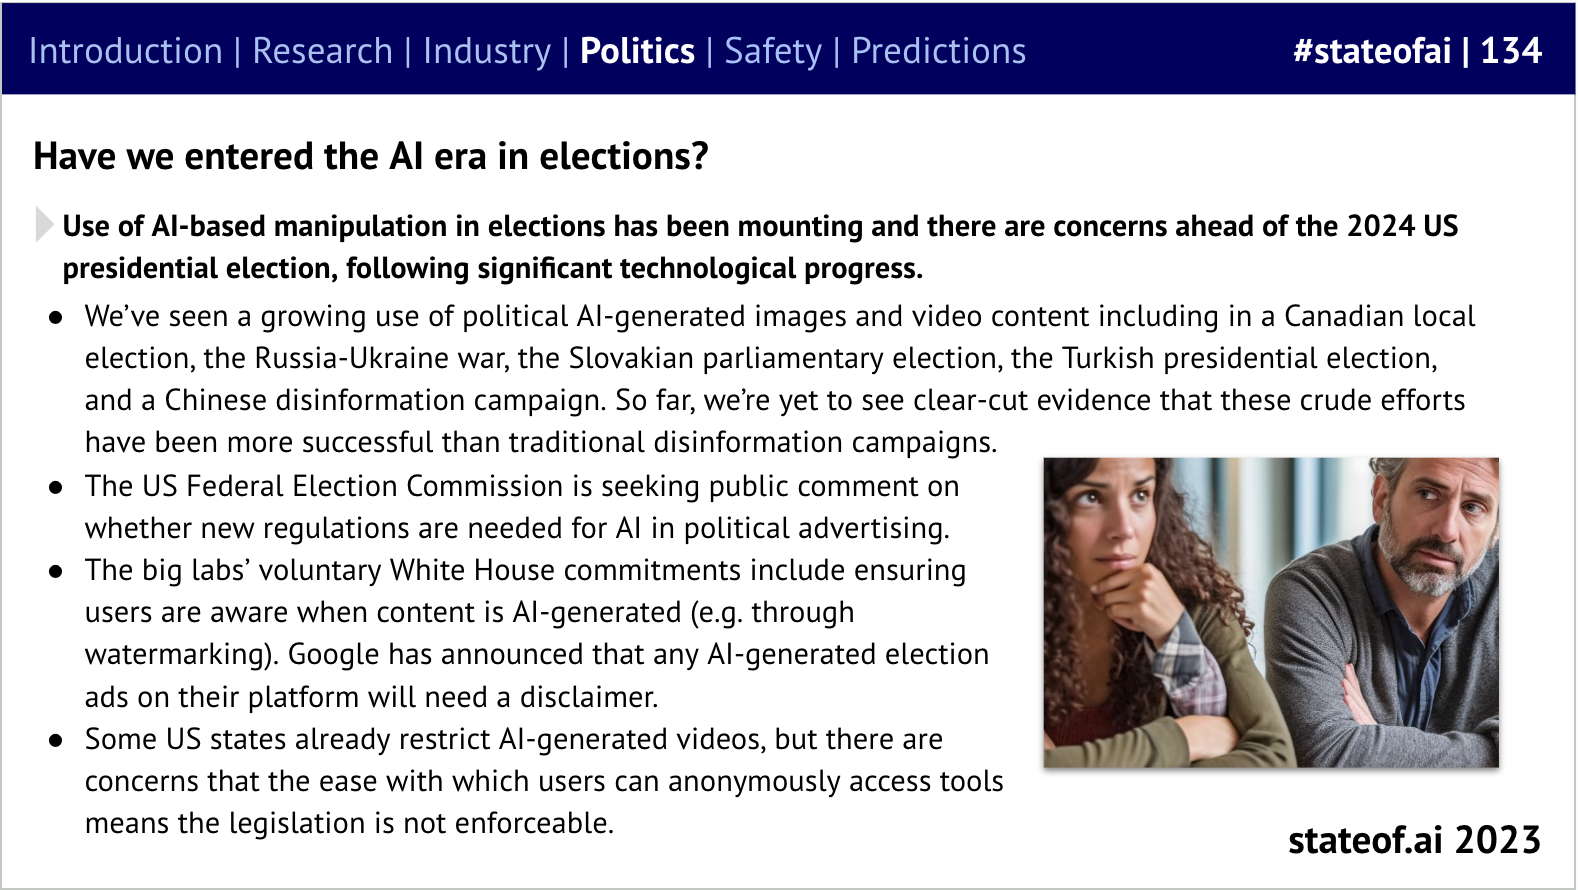 Introduction | Research | Industry | Politics | Safety | Predictions
#stateofai | 134
Have we entered the AI era in elections?
Use of AI-based manipulation in elections has been mounting and there are concerns ahead of the 2024 US
presidential election, following significant technological progress.
● We’ve seen a growing use of political AI-generated images and video content including in a Canadian local
election, the Russia-Ukraine war, the Slovakian parliamentary election, the Turkish presidential election,
and a Chinese disinformation campaign. So far, we’re yet to see clear-cut evidence that these crude efforts
have been more successful than traditional disinformation campaigns.
● The US Federal Election Commission is seeking public comment on
whether new regulations are needed for AI in political advertising.
● The big labs’ voluntary White House commitments include ensuring
users are aware when content is AI-generated (e.g. through
watermarking). Google has announced that any AI-generated election
ads on their platform will need a disclaimer.
● Some US states already restrict AI-generated videos, but there are
concerns that the ease with which users can anonymously access tools
means the legislation is not enforceable.
stateof.ai 2023